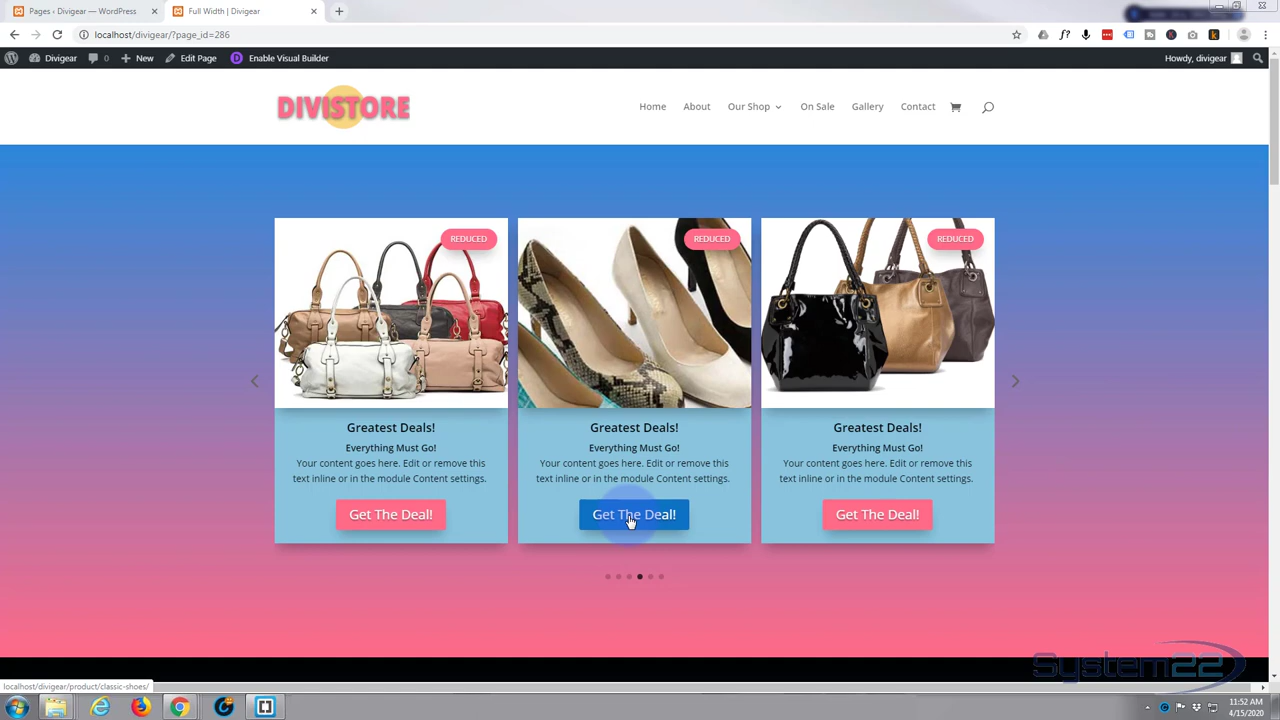 Pages ‹ Divigear — WordPress
Full Width | Divigear
localhost/divigear/?page_id=286
Divigear
0
New
Edit Page
Enable Visual Builder
Howdy, divigear
DIVISTORE
Home
About
Our Shop
On Sale
Gallery
Contact
REDUCED
REDUCED
REDUCED
Greatest Deals!
Everything Must Go!
Your content goes here. Edit or remove this
text inline or in the module Content settings.
Get The Deal!
Greatest Deals!
Everything Must Go!
Your content goes here. Edit or remove this
text inline or in the module Content settings.
Get The Deal!
Greatest Deals!
Everything Must Go!
Your content goes here. Edit or remove this
text inline or in the module Content settings.
Get The Deal!
System22
localhost/divigear/product/classic-shoes/
11:52 AM
4/15/2020